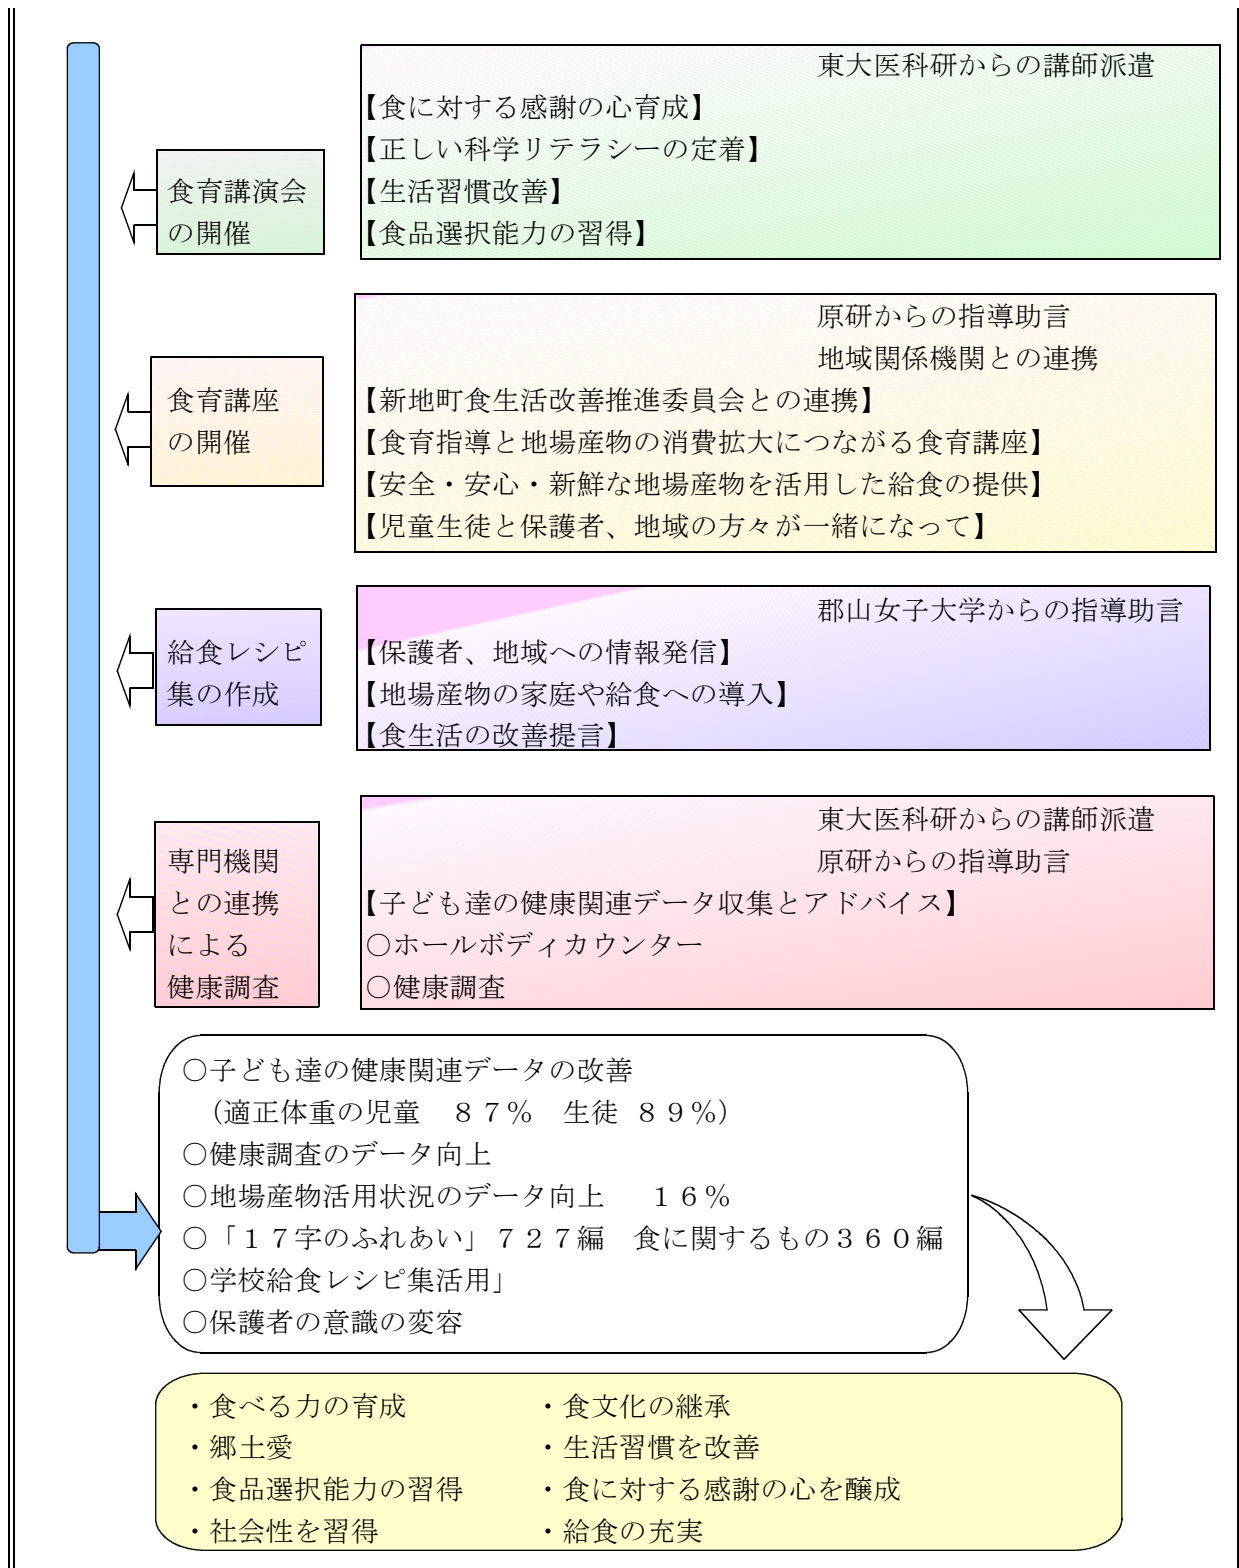 東大医科研からの講師派遣
【食に対する感謝の心育成】
【正しい科学リテラシーの定着】
【生活習慣改善】
【食品選択能力の習得】
食育講演会
の開催
原研からの指導助言
地域関係機関との連携
【新地町食生活改善推進委員会との連携】
【食育指導と地場産物の消費拡大につながる食育講座】
【安全・安心・新鮮な地場産物を活用した給食の提供】
【児童生徒と保護者、地域の方々が一緒になって】
食育講座
の開催
郡山女子大学からの指導助言
【保護者、地域への情報発信】
【地場産物の家庭や給食への導入】
【食生活の改善提言】
給食レシピ
集の作成
東大医科研からの講師派遣
原研からの指導助言
【子ども達の健康関連データ収集とアドバイス】
○ホールボディカウンター
○健康調査
専門機関
との連携
による
健康調査
○子ども達の健康関連データの改善
（適正体重の児童　８７％　生徒 ８９％）
○健康調査のデータ向上
○地場産物活用状況のデータ向上　１６％
○「１７字のふれあい」７２７編　食に関するもの３６０編
○学校給食レシピ集活用」
○保護者の意識の変容
・食べる力の育成　・食文化の継承
・郷土愛　・生活習慣を改善
・食品選択能力の習得　・食に対する感謝の心を醸成
・社会性を習得　・給食の充実